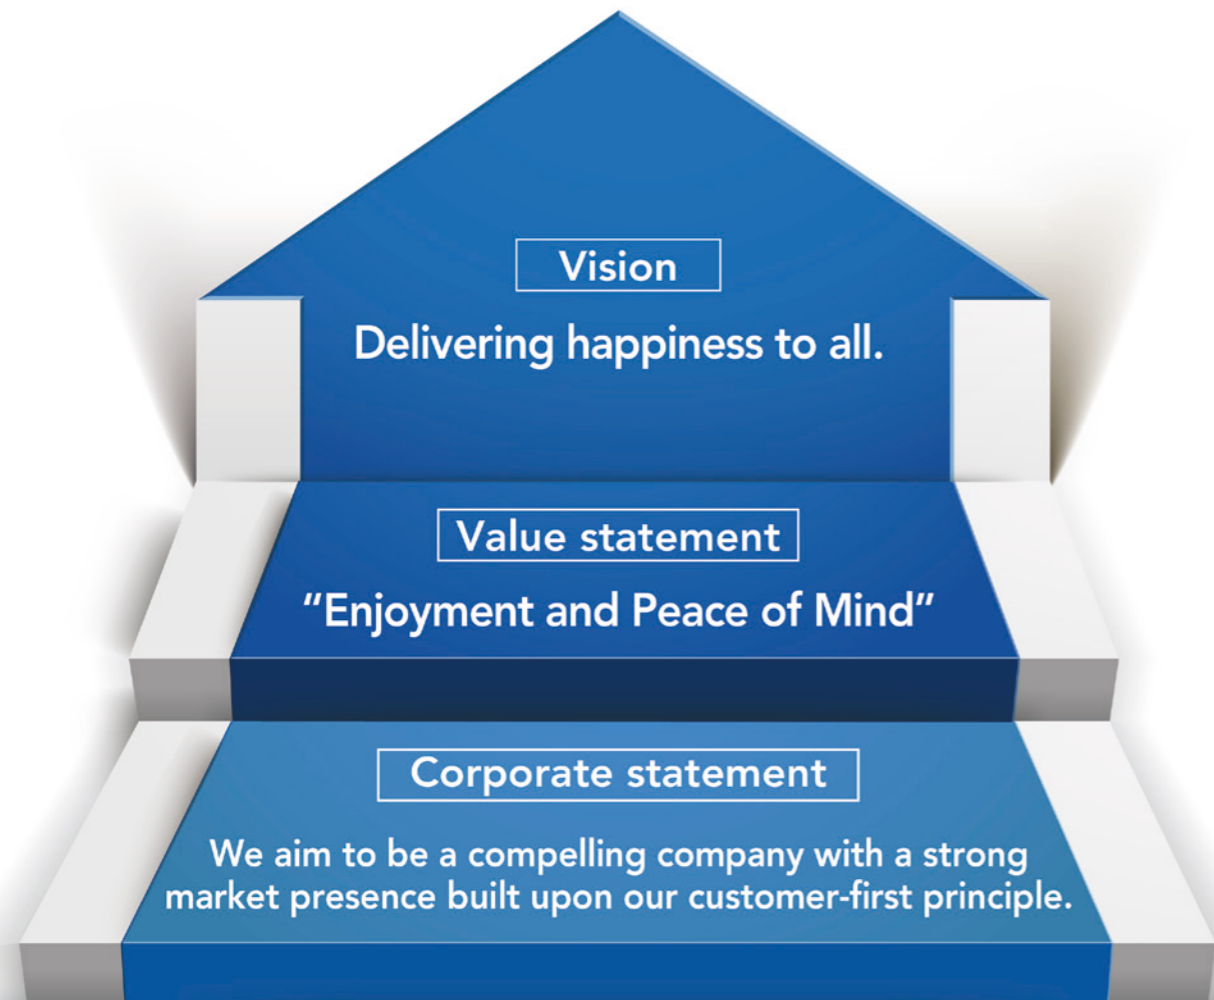 Vision
Delivering happiness to all.
Value statement
“Enjoyment and Peace of Mind”
Corporate statement
We aim to be a compelling company with a strong
market presence built upon our customer-first principle.